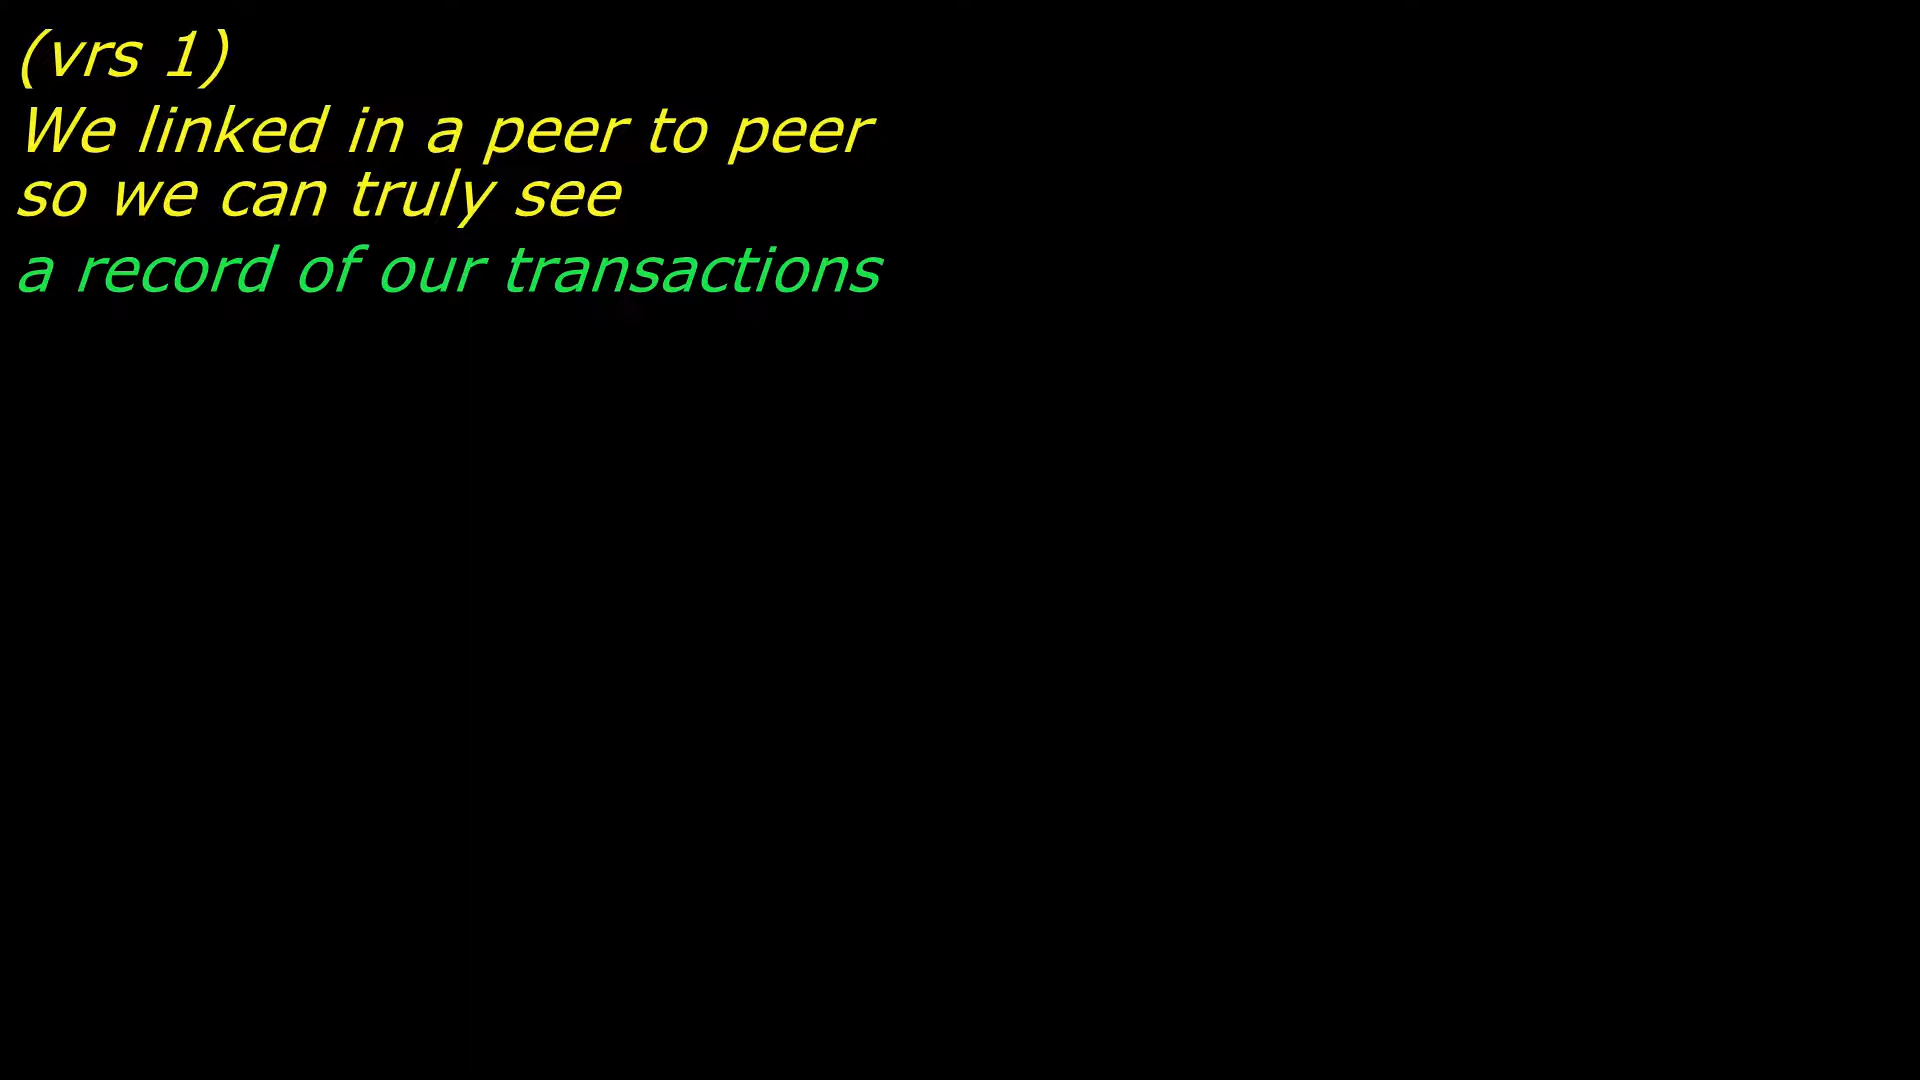 (vrs 1)
We linked in a peer to peer
so we can truly see
a record of our transactions